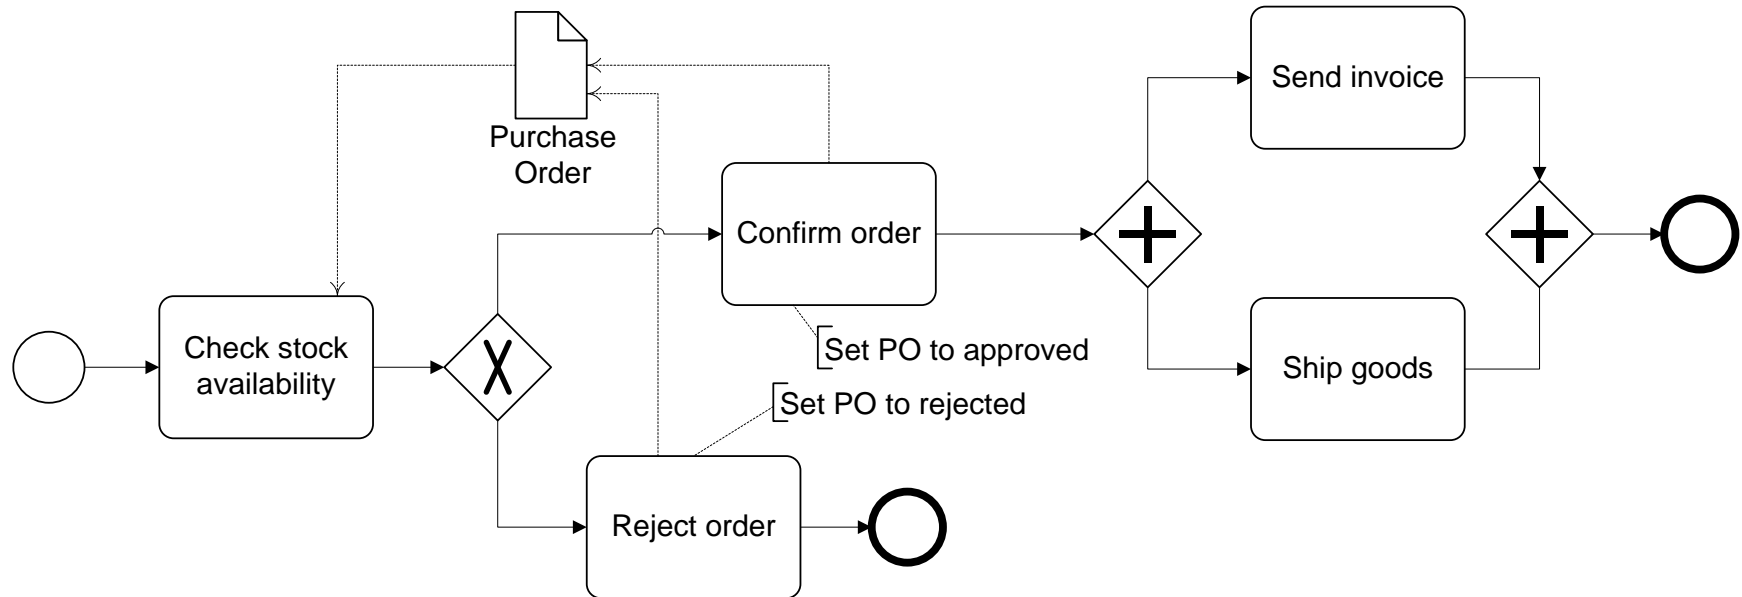 Send invoice
Purchase
Order
Confirm order
Check stock
availability
Set PO to approved
Ship goods
Set PO to rejected
Reject order